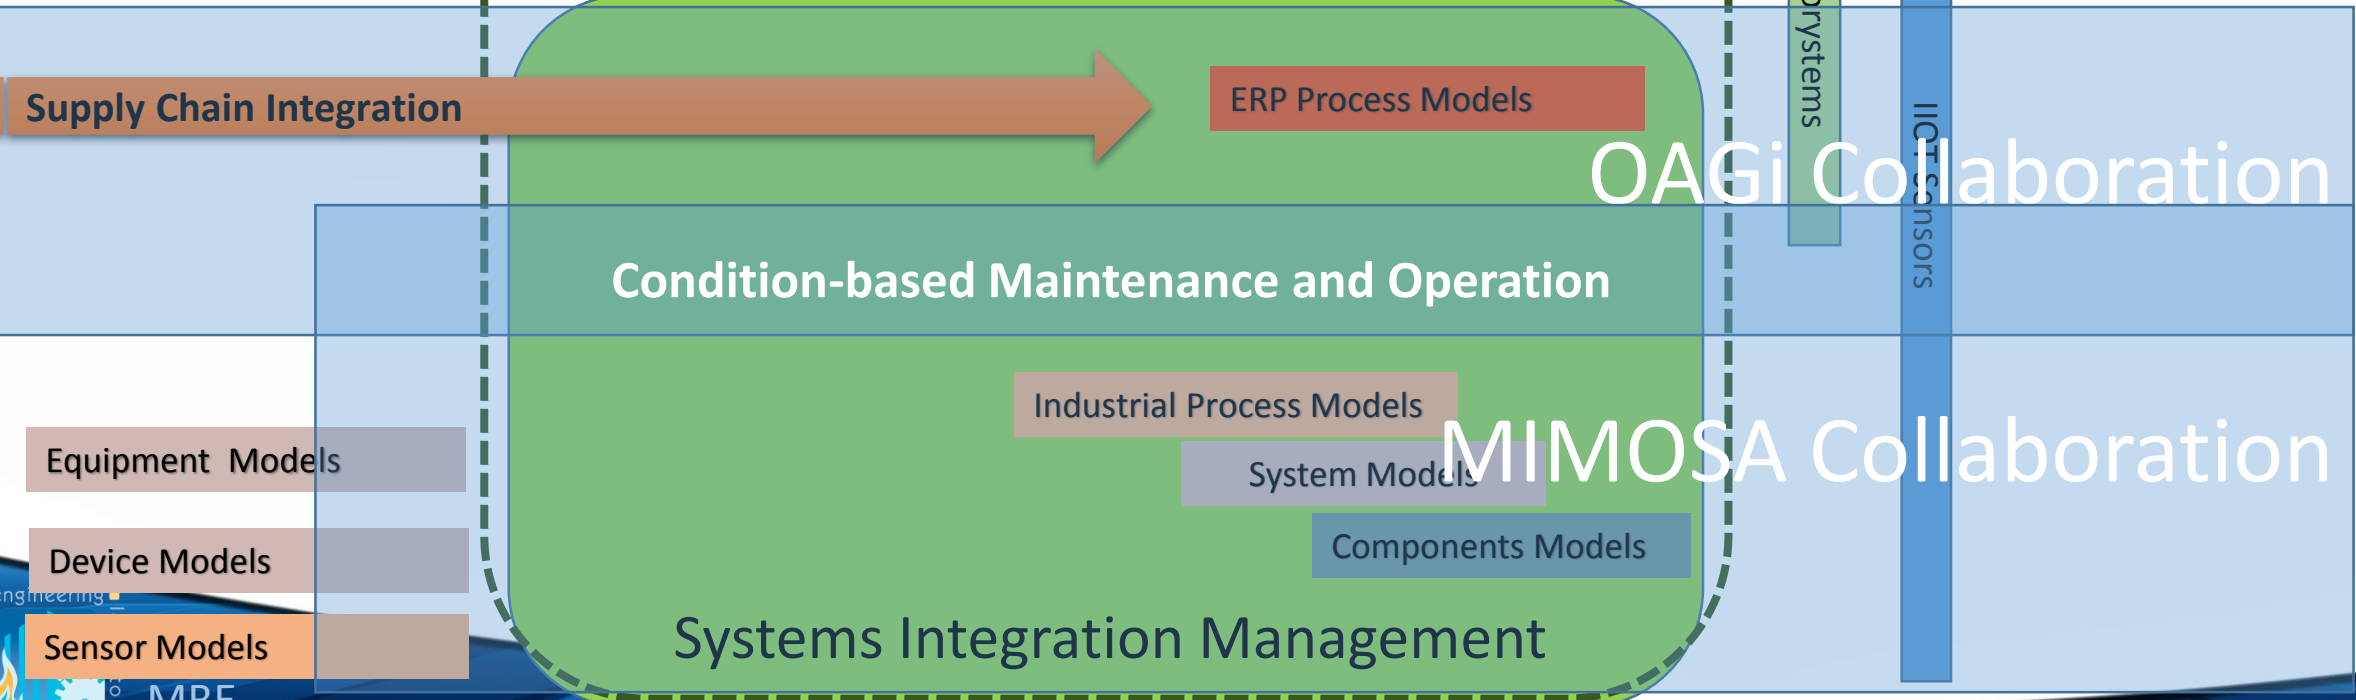 Supply Chain Integration
ERP Process Models
IIOT Sensors
OAGi Collaboration
Condition-based Maintenance and Operation
Industrial Process Models
Equipment  Models
System Models
MIMOSA Collaboration
Device Models
Components Models
Sensor Models
Systems Integration Management